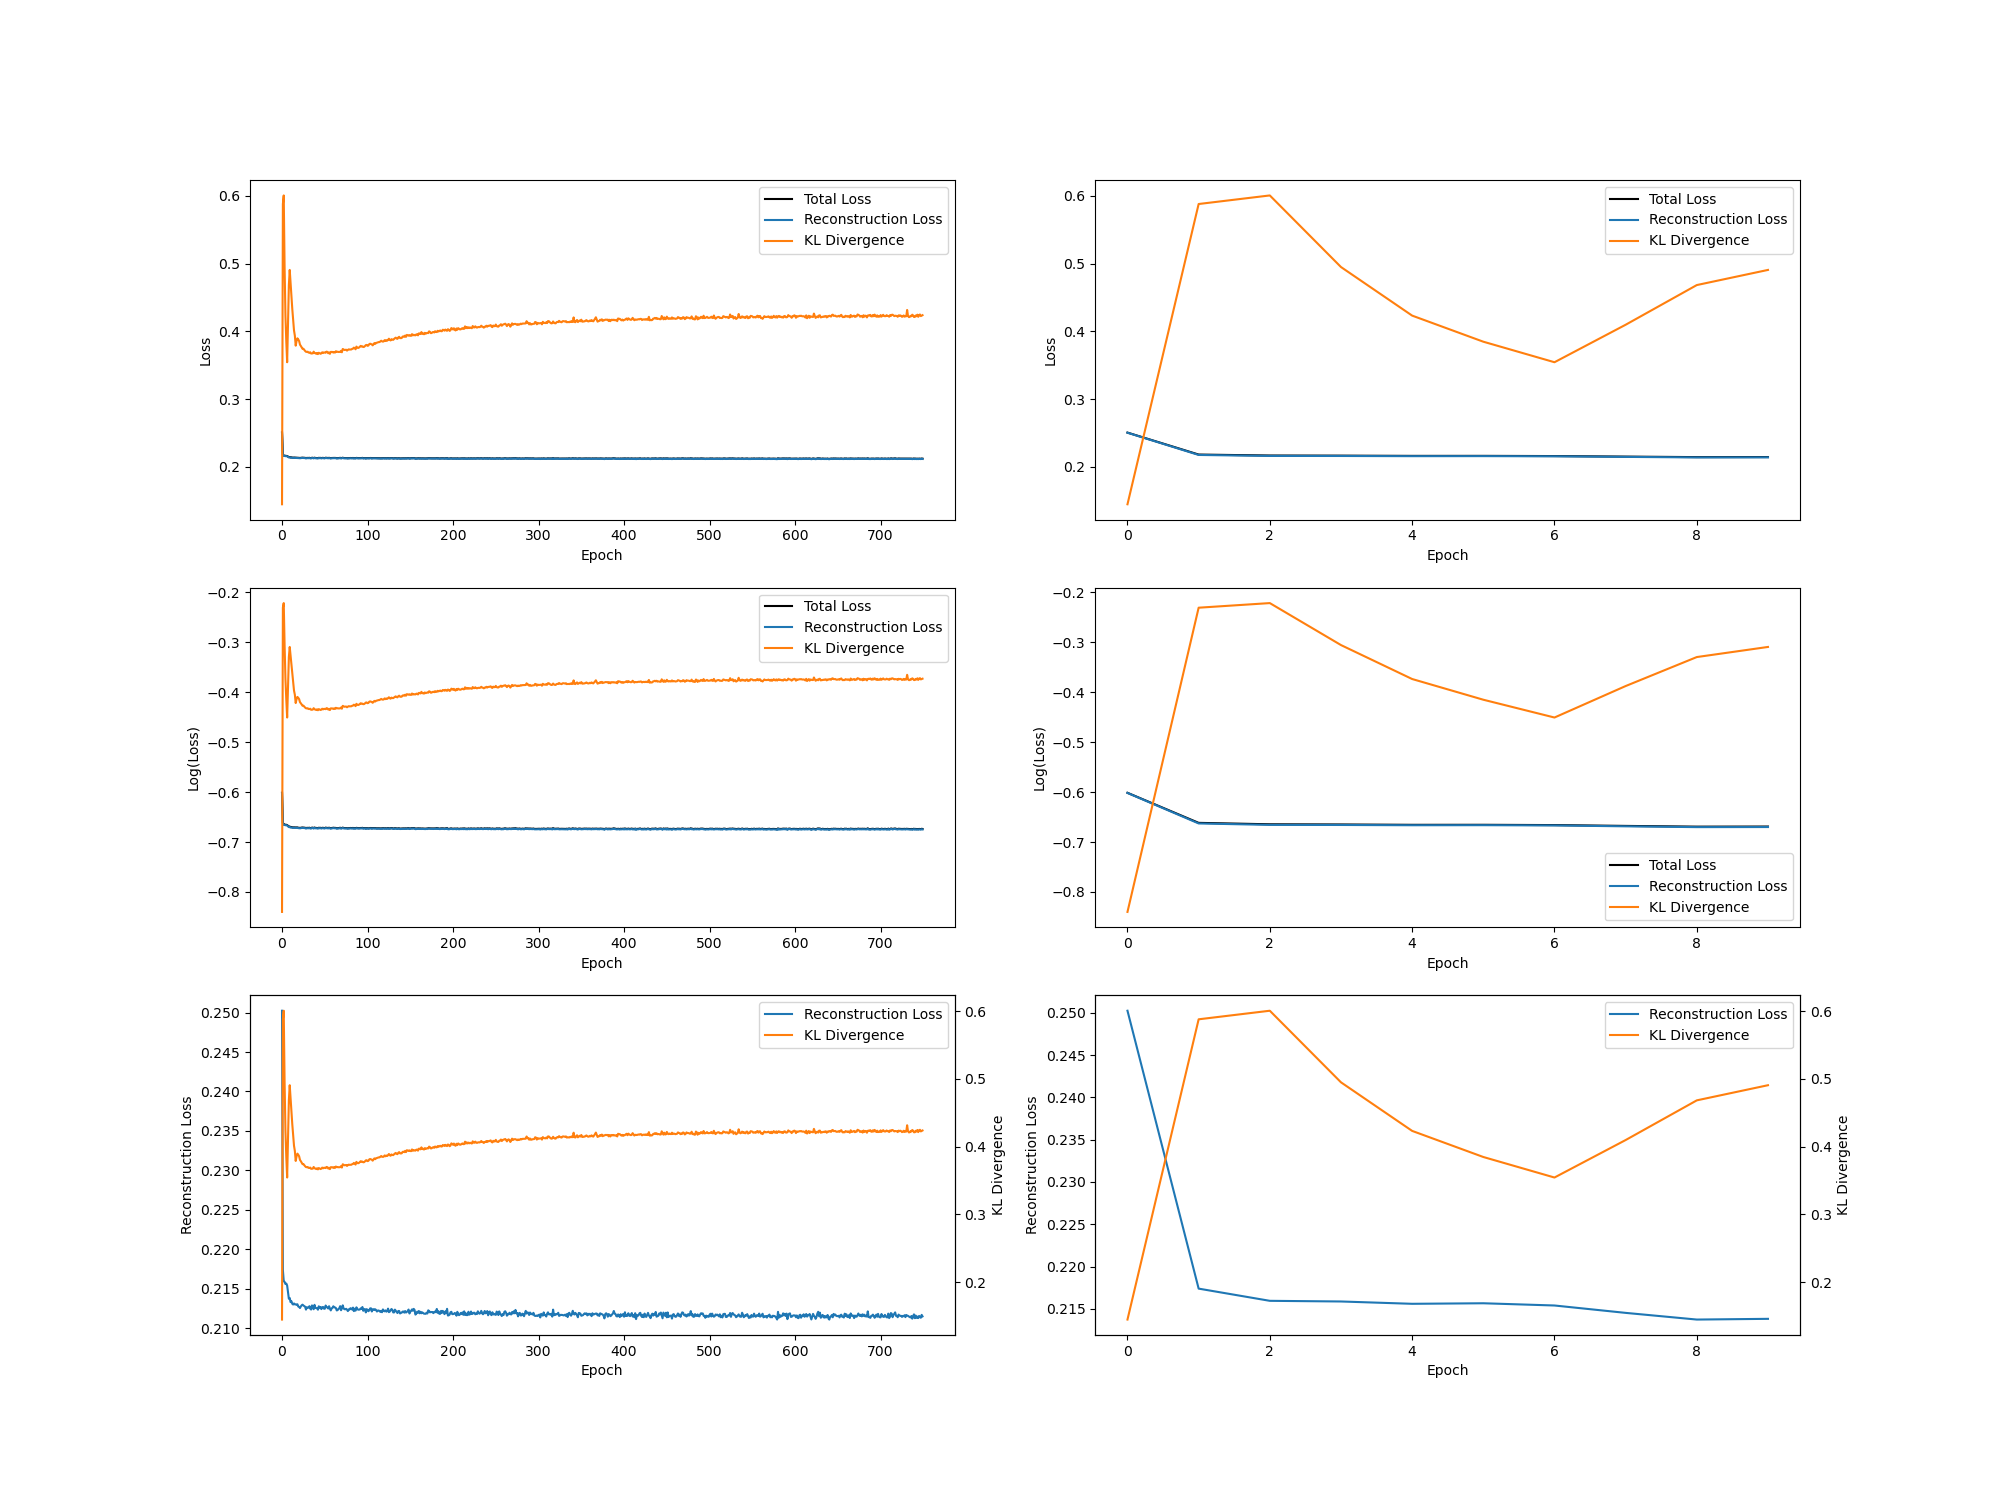 0.6
0.5
0.4
0.3
0.2
Loss
0 100 200 300 400 500 600 700
Epoch
Total Loss
Reconstruction Loss
KL Divergence
0.6
0.5
0.4
0.3
0.2
Loss
0 2 4 6 8
Epoch
Total Loss
Reconstruction Loss
KL Divergence
−0.2
−0.3
−0.4
−0.5
−0.6
−0.7
−0.8
Log(Loss)
0 100 200 300 400 500 600 700
Epoch
Total Loss
Reconstruction Loss
KL Divergence
−0.2
−0.3
−0.4
−0.5
−0.6
−0.7
−0.8
Log(Loss)
0 2 4 6 8
Epoch
Total Loss
Reconstruction Loss
KL Divergence
0.250
0.245
0.240
0.235
0.230
0.225
0.220
0.215
0.210
Reconstruction Loss
0 100 200 300 400 500 600 700
Epoch
Reconstruction Loss
KL Divergence
0.6
0.5
0.4
0.3
0.2
KL Divergence
0.250
0.245
0.240
0.235
0.230
0.225
0.220
0.215
Reconstruction Loss
0 2 4 6 8
Epoch
Reconstruction Loss
KL Divergence
0.6
0.5
0.4
0.3
0.2
KL Divergence